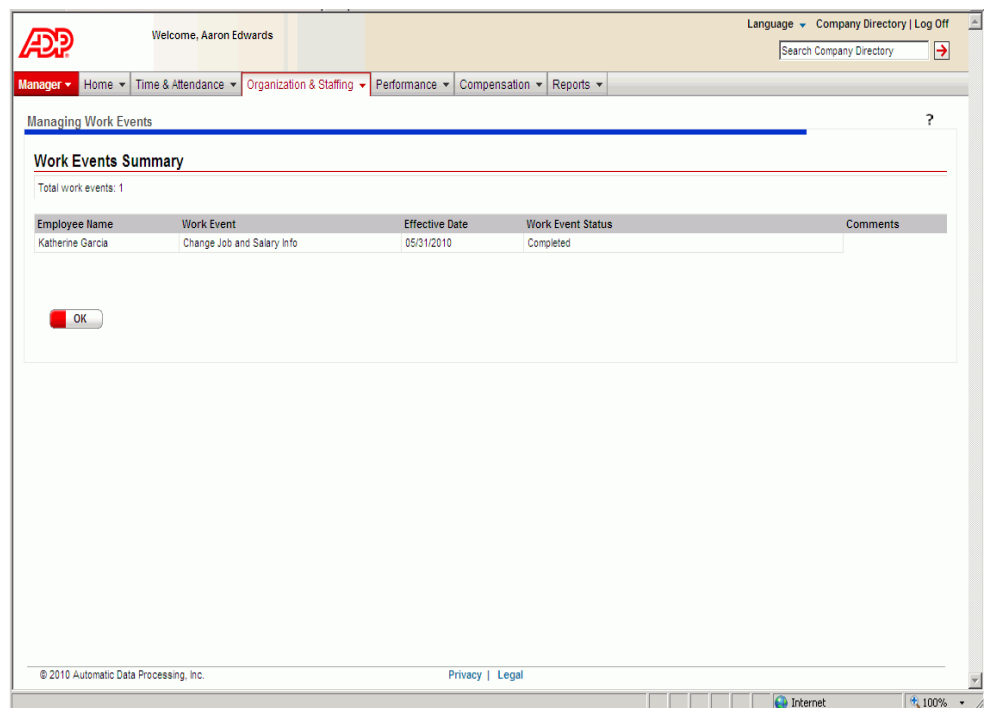 Language Company Directory | Log Off
ADP
Welcome, Aaron Edwards
Search Company Directory
Manager Home Time & Attendance Organization & Staffing Performance Compensation Reports
Managing Work Events ?
Work Events Summary
Total work events: 1
Employee Name Work Event Effective Date Work Event Status Comments
Katherine Garcia Change Job and Salary Info 05/31/2010 Completed
OK
© 2010 Automatic Data Processing, Inc. Privacy | Legal
Internet 100%